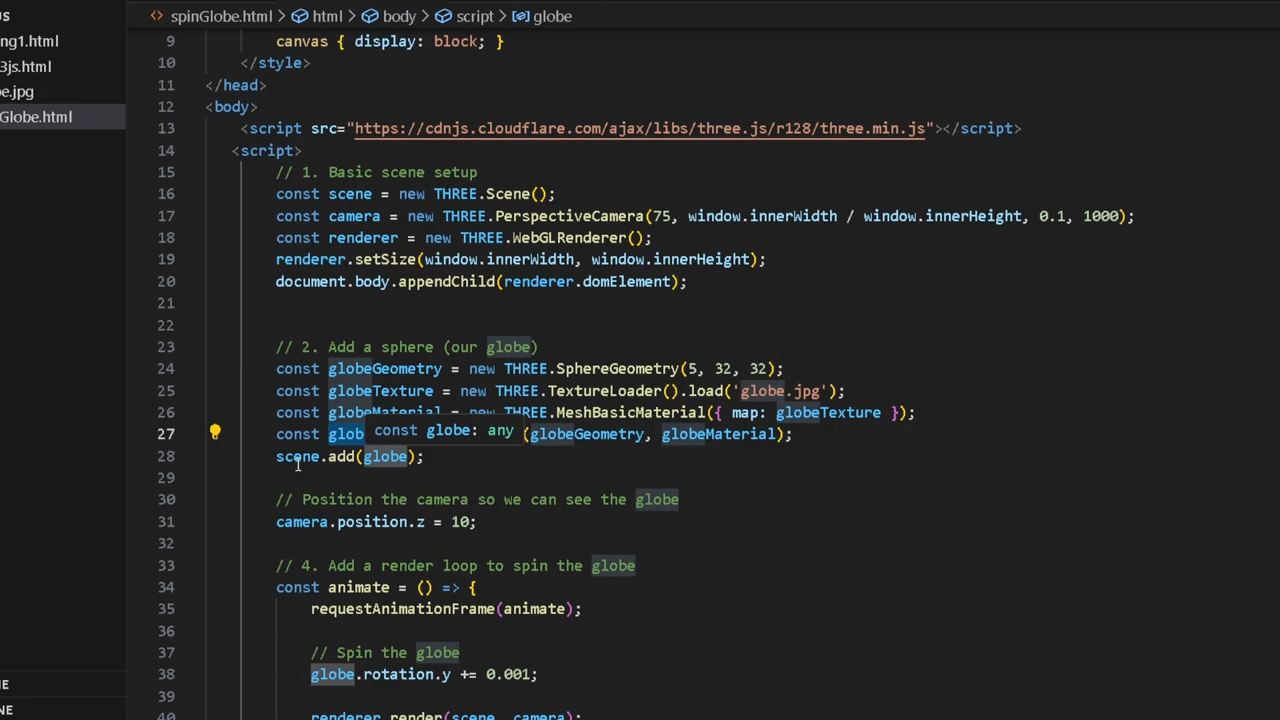 spinGlobe.html > html > body > script > globe
S
ng1.html
3js.html
e.jpg
Globe.html
NE
9 canvas { display: block; }
10 </style>
11 </head>
12 <body>
13 <script src="https://cdnjs.cloudflare.com/ajax/libs/three.js/r128/three.min.js"></script>
14 <script>
15 // 1. Basic scene setup
16 const scene = new THREE.Scene();
17 const camera = new THREE.PerspectiveCamera(75, window.innerWidth / window.innerHeight, 0.1, 1000);
18 const renderer = new THREE.WebGLRenderer();
19 renderer.setSize(window.innerWidth, window.innerHeight);
20 document.body.appendChild(renderer.domElement);
21
22
23 // 2. Add a sphere (our globe)
24 const globeGeometry = new THREE.SphereGeometry(5, 32, 32);
25 const globeTexture = new THREE.TextureLoader().load('globe.jpg');
26 const globeMaterial = new THREE.MeshBasicMaterial({ map: globeTexture });
27 const glob const globe: any (globeGeometry, globeMaterial);
28 scene.add(globe);
29
30 // Position the camera so we can see the globe
31 camera.position.z = 10;
32
33 // 4. Add a render loop to spin the globe
34 const animate = () => {
35 requestAnimationFrame(animate);
36
37 // Spin the globe
38 globe.rotation.y += 0.001;
39
40 renderer.render(scene, camera);